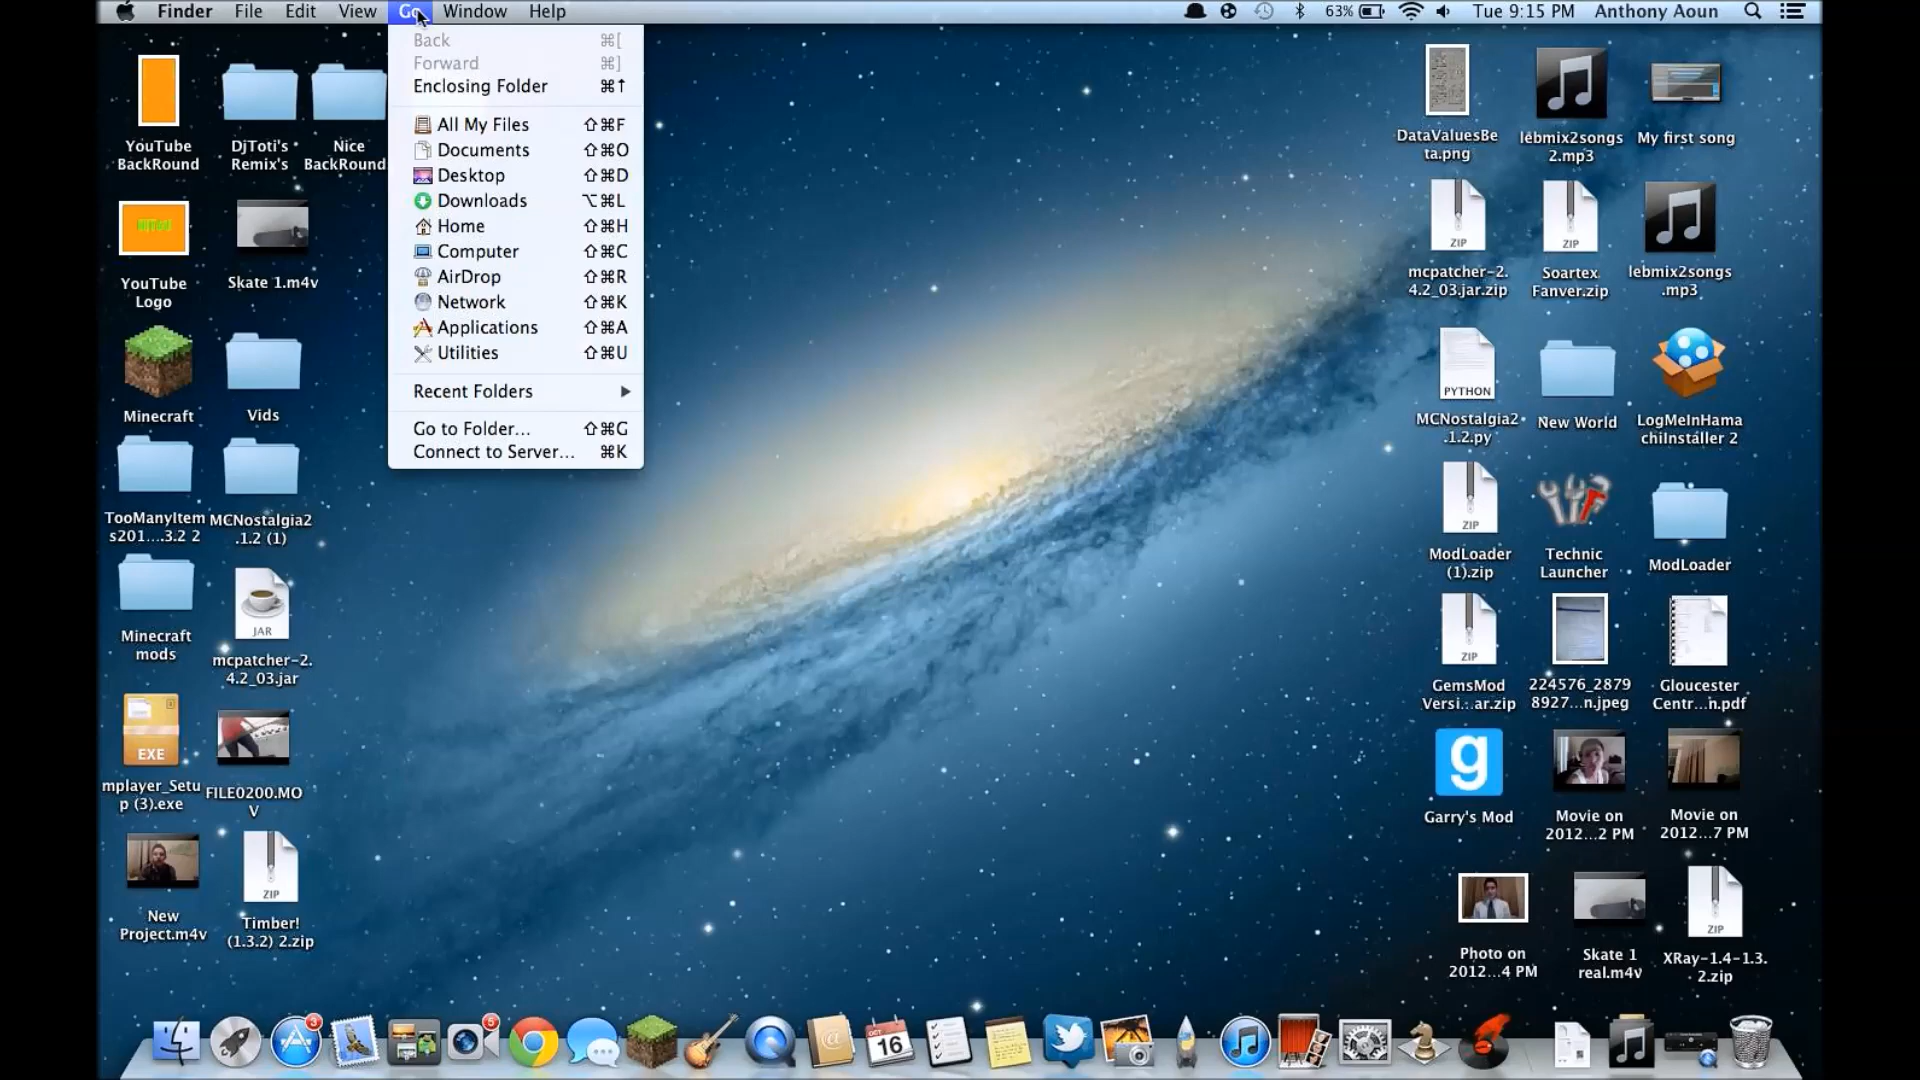 Finder File Edit View Go Window Help
63% Tue 9:15 PM Anthony Aoun
Back ⌘[
Forward ⌘]
Enclosing Folder ⌘↑
All My Files ⇧⌘F
Documents ⇧⌘O
Desktop ⇧⌘D
Downloads ⌥⌘L
Home ⇧⌘H
Computer ⇧⌘C
AirDrop ⇧⌘R
Network ⇧⌘K
Applications ⇧⌘A
Utilities ⇧⌘U
Recent Folders ▶
Go to Folder... ⇧⌘G
Connect to Server... ⌘K
YouTube
BackRound
DjToti's
Remix's
Nice
BackRound
YouTube
Logo
Skate 1.m4v
Minecraft
Vids
TooManyItem
s201....3.2 2
MCNostalgia2
.1.2 (1)
Minecraft
mods
JAR
mcpatcher-2.
4.2_03.jar
EXE
mplayer_Setu
p (3).exe
FILE0200.MO
V
New
Project.m4v
ZIP
Timber!
(1.3.2) 2.zip
DataValuesBe
ta.png
lebmix2songs
2.mp3
My first song
ZIP
mcpatcher-2.
4.2_03.jar.zip
ZIP
Soartex
Fanver.zip
lebmix2songs
.mp3
PYTHON
MCNostalgia2
.1.2.py
New World
LogMeInHama
chiInstaller 2
ZIP
ModLoader
(1).zip
Technic
Launcher
ModLoader
ZIP
GemsMod
Versi...ar.zip
224576_2879
8927...n.jpeg
Gloucester
Centr...n.pdf
g
Garry's Mod
Movie on
2012...2 PM
Movie on
2012...7 PM
Photo on
2012....4 PM
Skate 1
real.m4v
ZIP
XRay-1.4-1.3.
2.zip
3
5
OCT
16